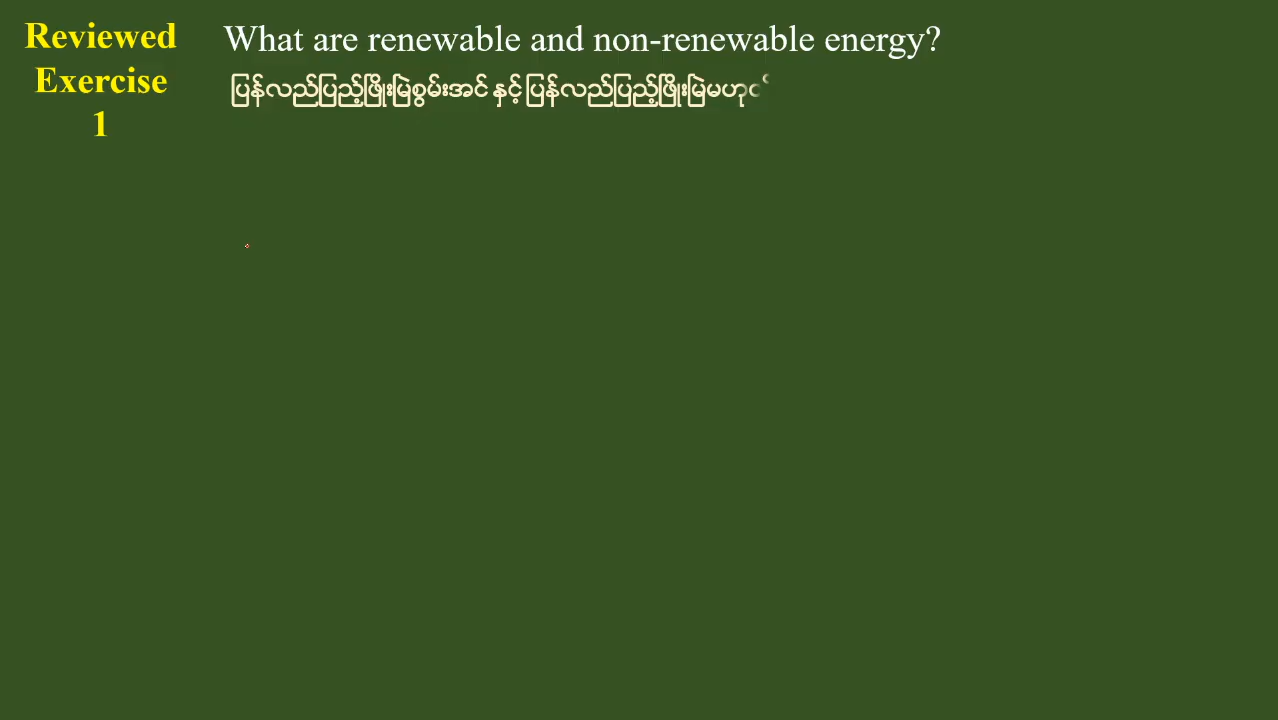 Reviewed
Exercise
1
What are renewable and non-renewable energy?
ပြန်လည်ပြည့်ဖြိုးမြဲစွမ်းအင် နှင့် ပြန်လည်ပြည့်ဖြိုးမြဲ